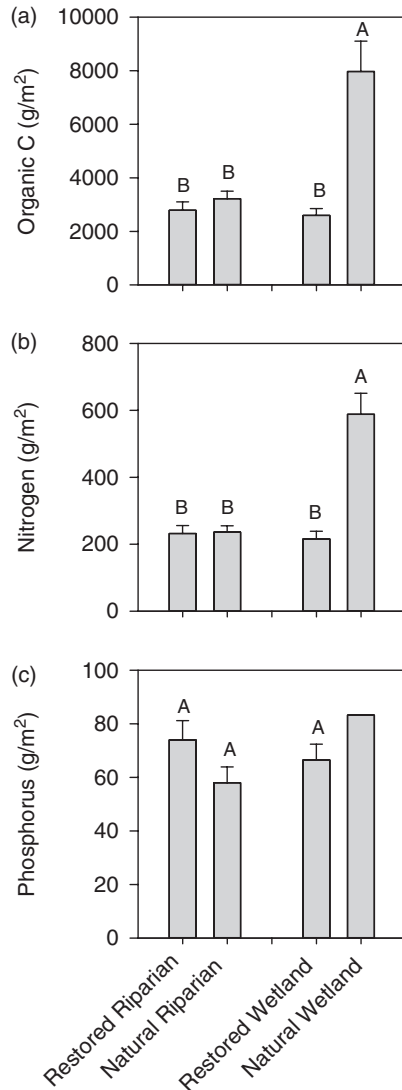 (a)
Organic C (g/m²)
10000
8000
6000
4000
2000
0
B
B
B
A
(b)
Nitrogen (g/m²)
800
600
400
200
0
B
B
B
A
(c)
Phosphorus (g/m²)
100
80
60
40
20
0
A
A
A
Restored Riparian
Natural Riparian
Restored Wetland
Natural Wetland